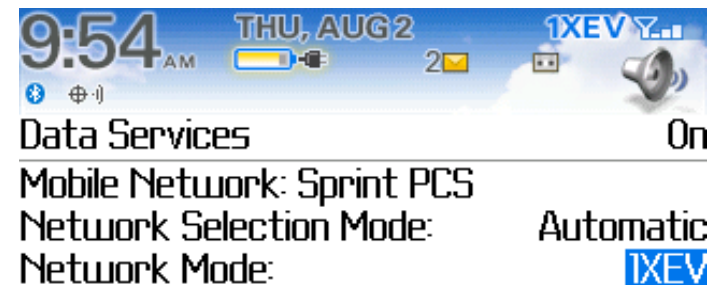 9:54 AM THU, AUG 2 1XEV
2
Data Services On
Mobile Network: Sprint PCS
Network Selection Mode: Automatic
Network Mode: 1XEV